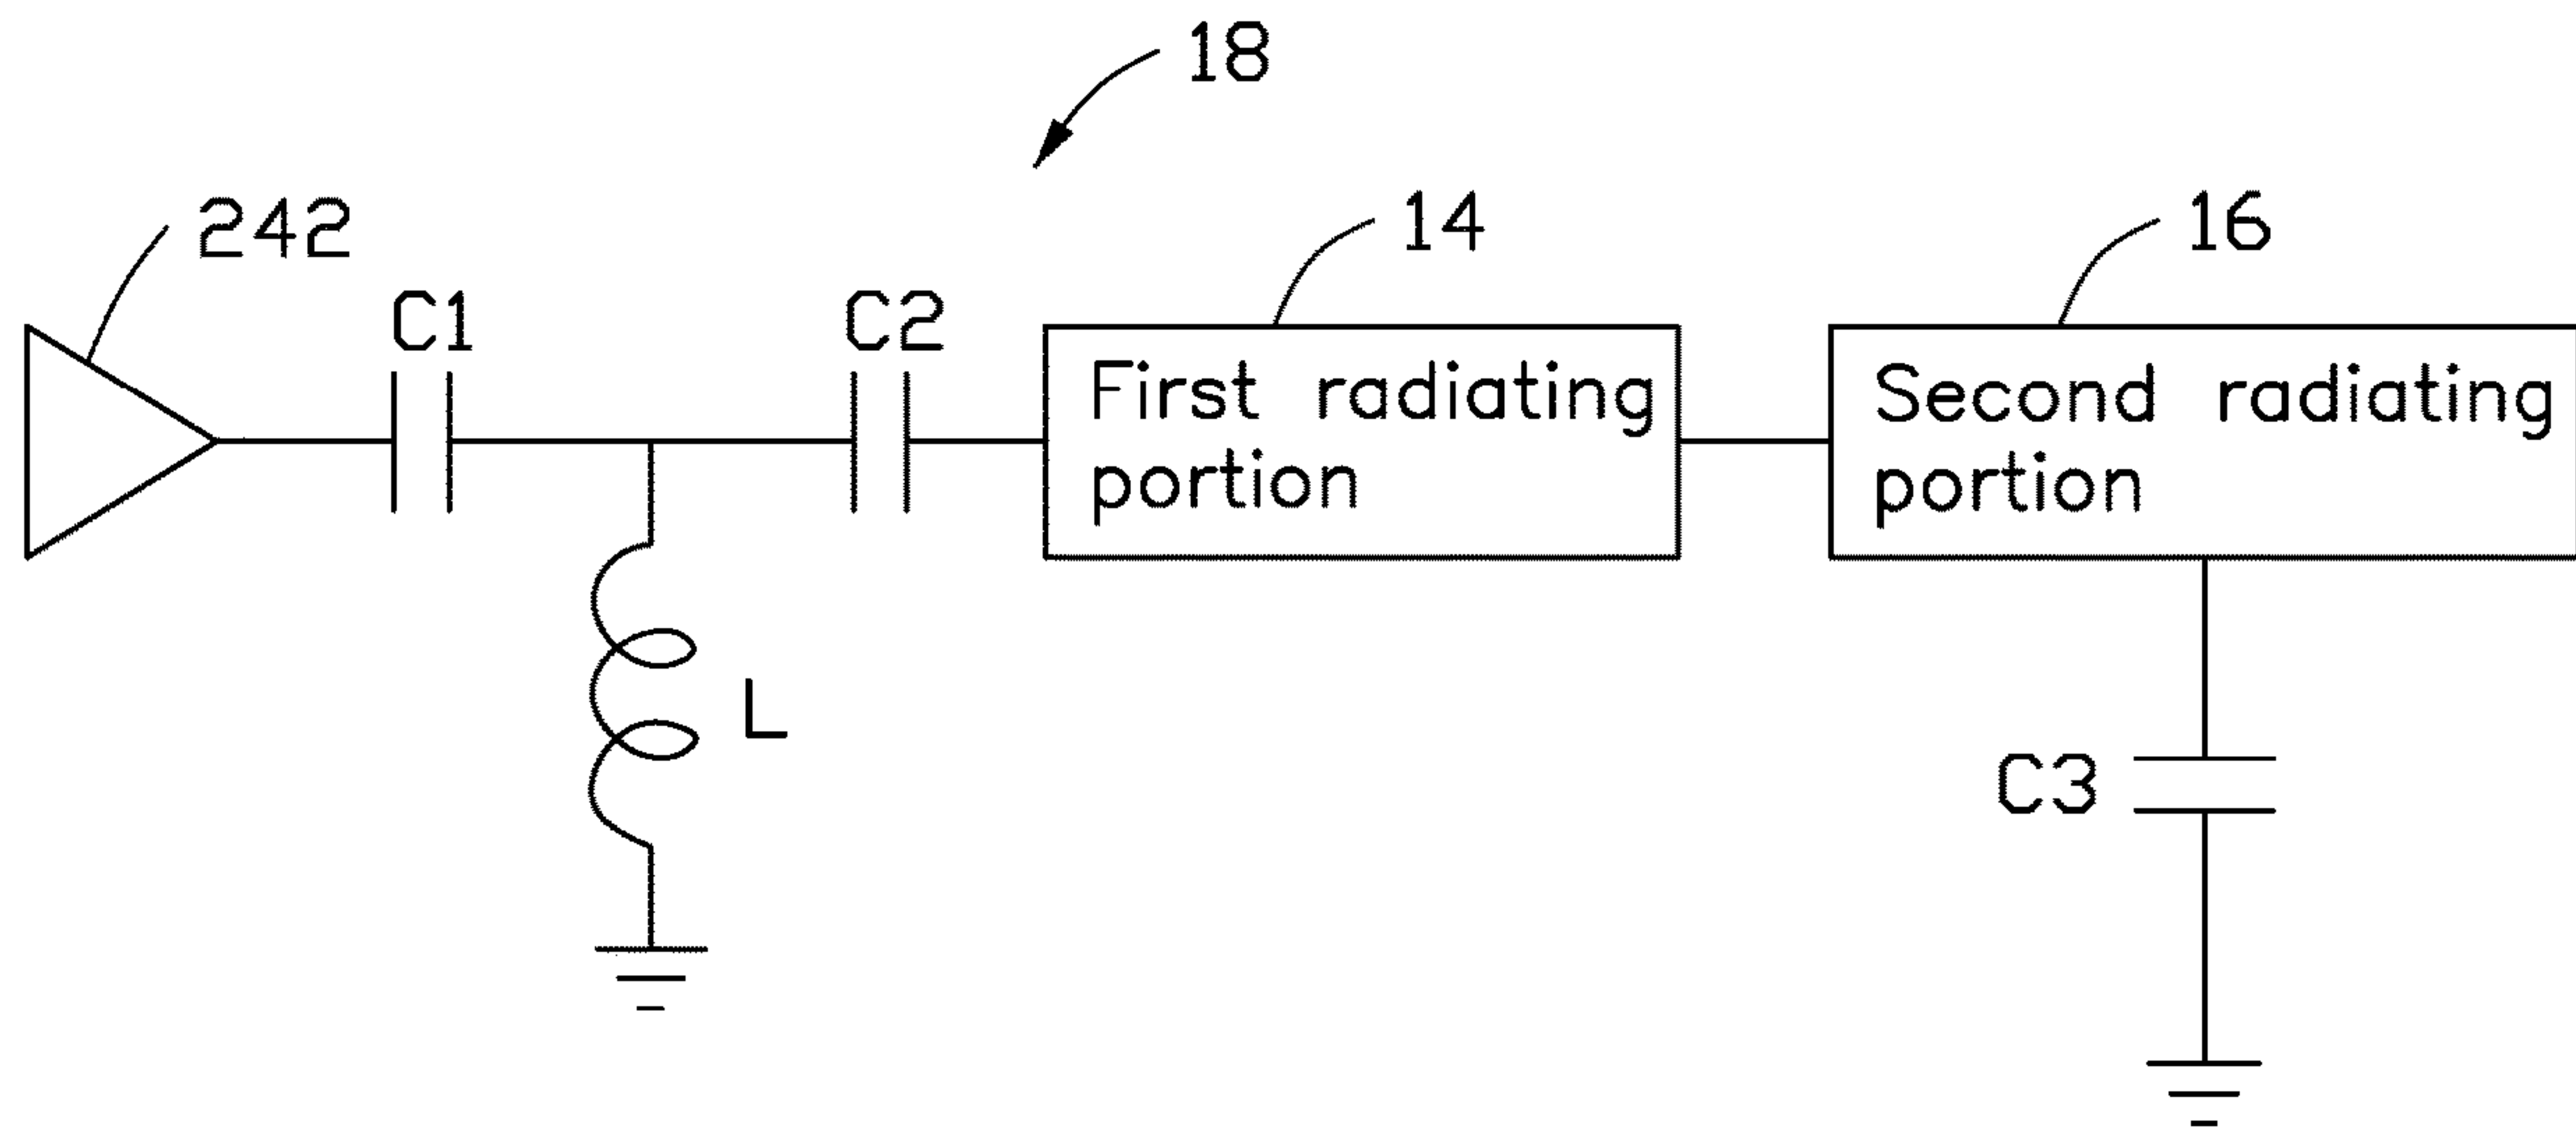 18
242
14
16
C1
C2
First radiating
portion
Second radiating
portion
L
C3